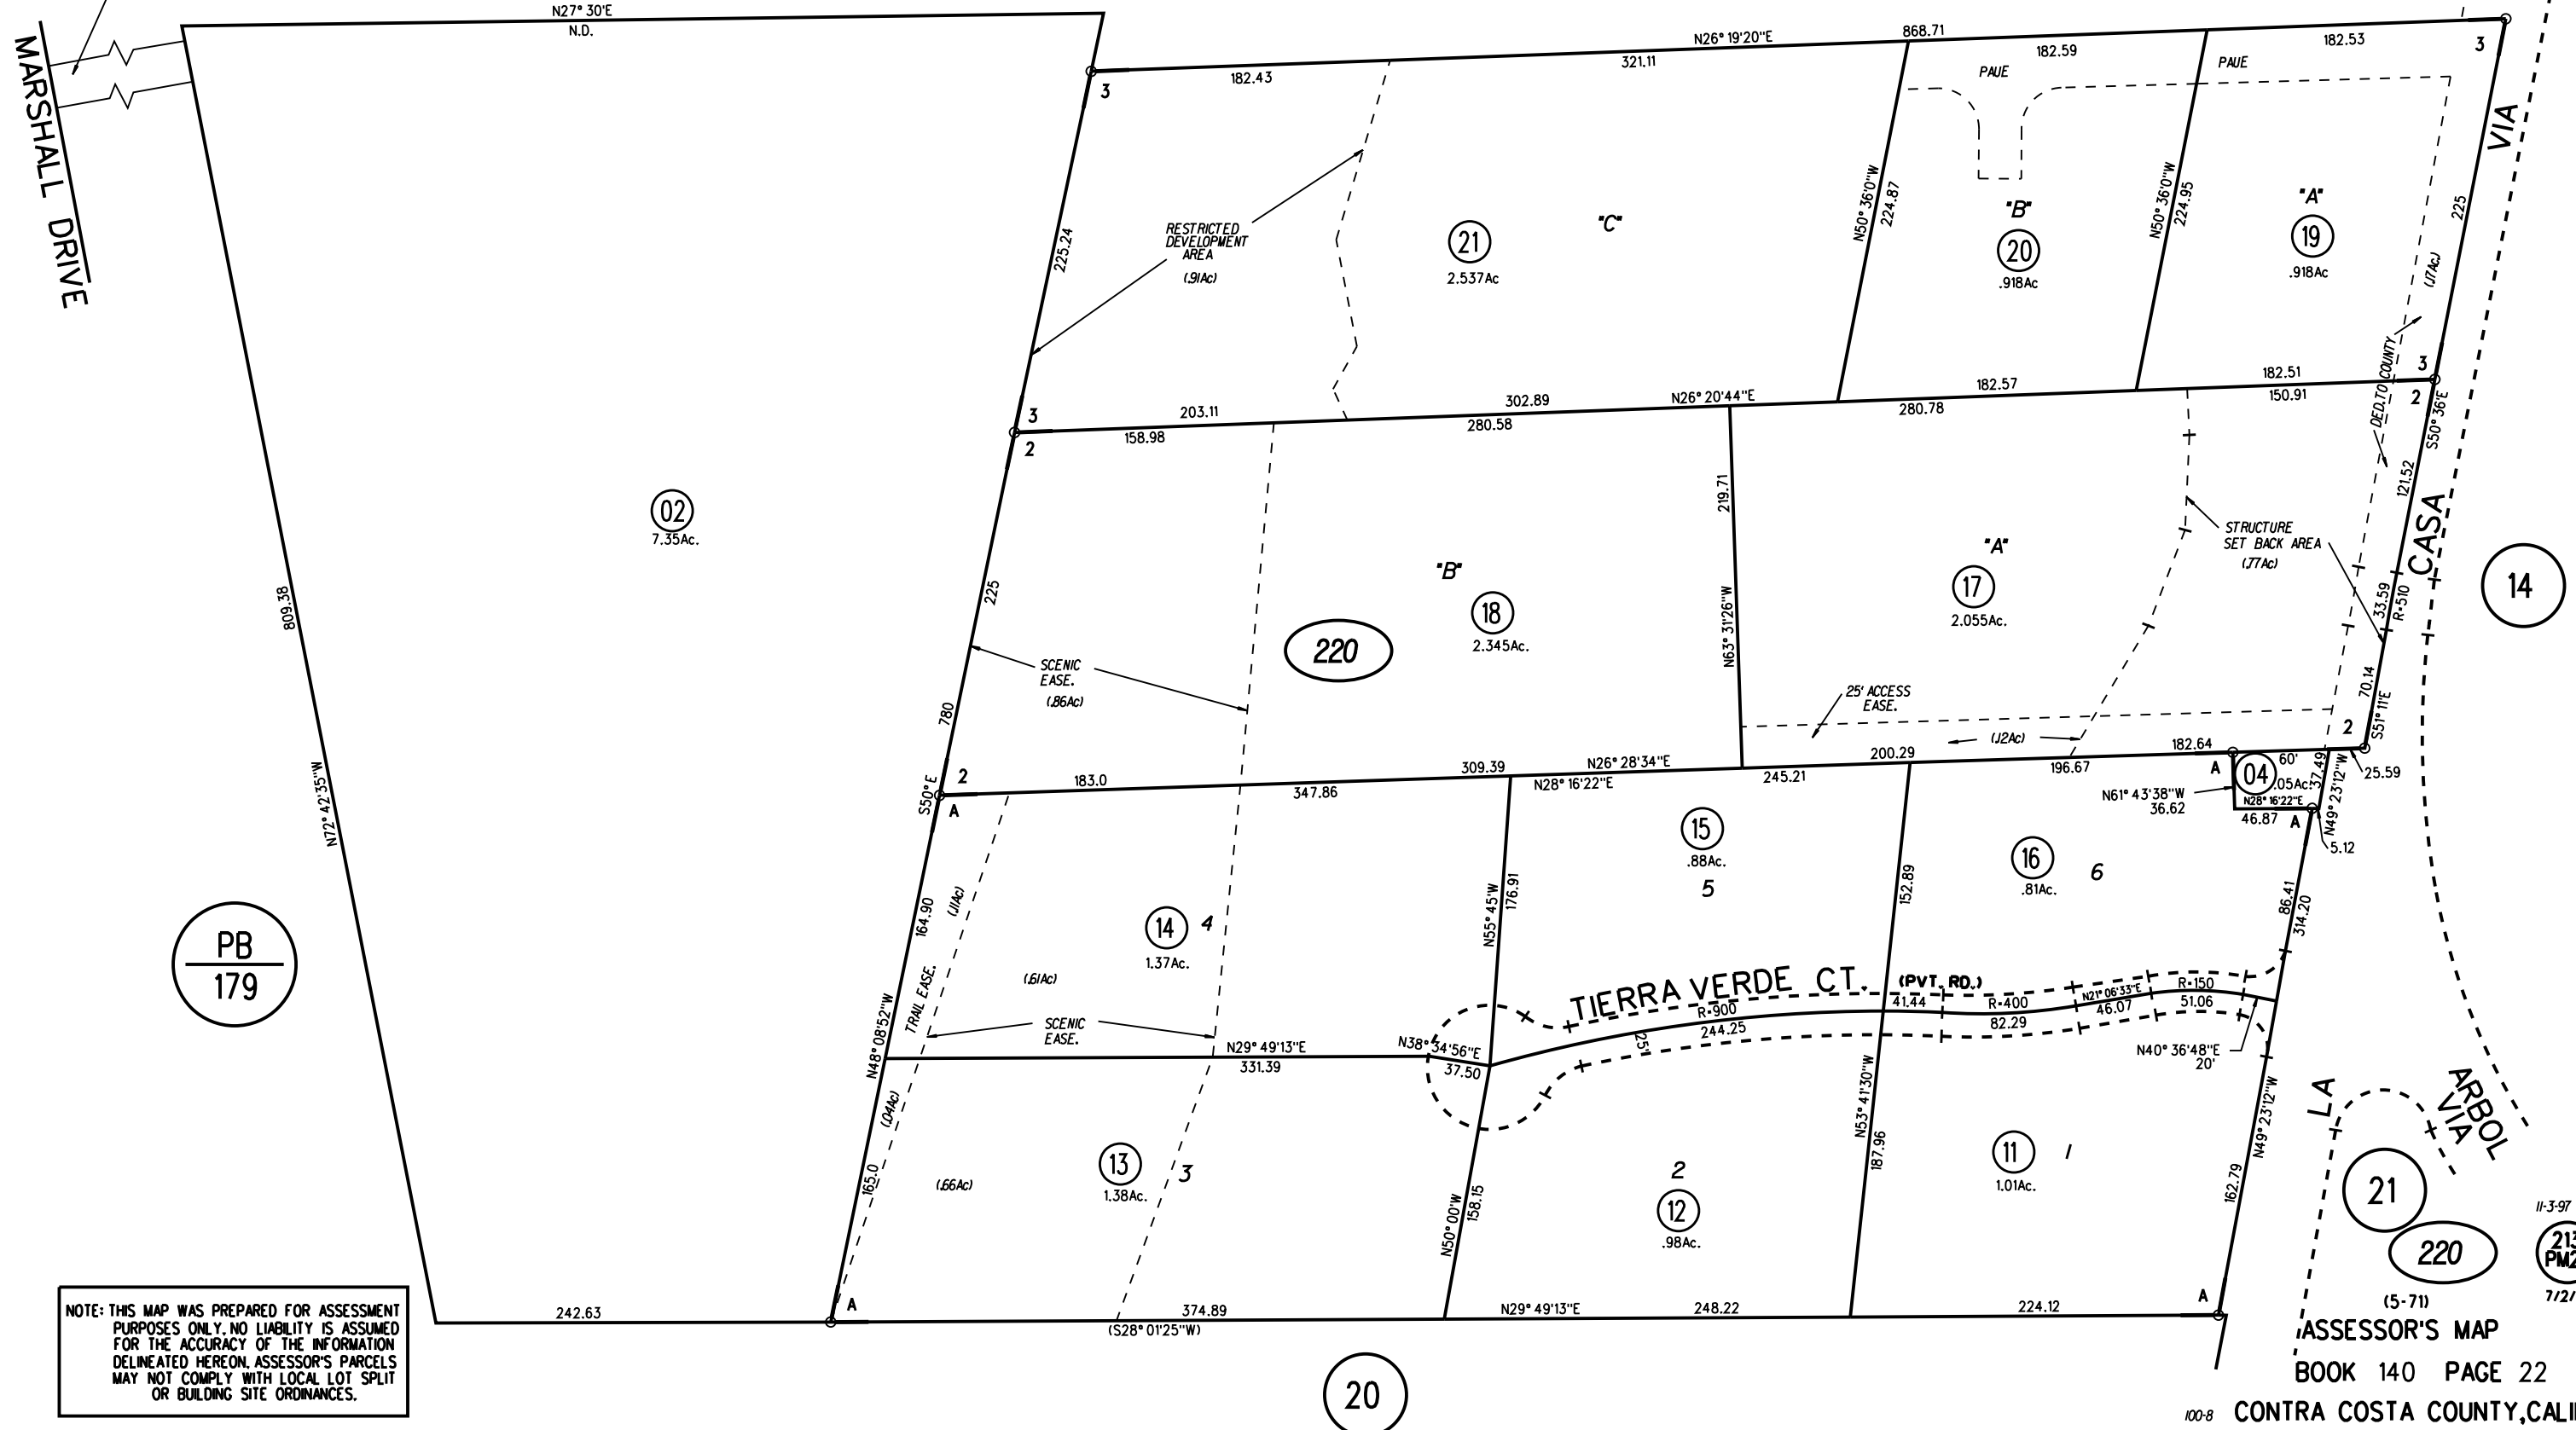 N27° 30'E
N.D.
MARSHALL DRIVE
N26° 19'20"E
868.71
182.43
321.11
182.59
182.53
3
3
PAUE
PAUE
VIA
225.24
RESTRICTED
DEVELOPMENT
AREA
(.91Ac)
21
2.537Ac
"C"
N50° 36'0"W
224.87
"B"
20
.918Ac
N50° 36'0"W
224.95
"A"
19
.918Ac
225
(.17Ac)
DED.TO COUNTY
3
2
203.11
302.89
N26° 20'44"E
182.57
182.51
3
2
158.98
280.58
280.78
150.91
S50° 36'E
121.52
CASA
02
7.35Ac.
809.38
N72° 42'35"W
225
780
S50° E
SCENIC
EASE.
(.86Ac)
"B"
18
2.345Ac.
220
219.71
N63° 31'26"W
"A"
17
2.055Ac.
STRUCTURE
SET BACK AREA
(.77Ac)
33.59
R=510
70.14
S51° 11'E
14
25' ACCESS
EASE.
(.12Ac)
2
2
A
183.0
309.39
N26° 28'34"E
200.29
182.64
347.86
N28° 16'22"E
245.21
196.67
A
04
60'
.05Ac.
37.49
25.59
N61° 43'38"W
36.62
N28° 16'22"E
46.87
A
N49° 23'12"W
5.12
164.90
(.11Ac)
TRAIL EASE.
14
4
1.37Ac.
(.61Ac)
SCENIC
EASE.
N55° 45'W
176.91
15
.88Ac.
5
152.89
16
6
.81Ac.
86.41
314.20
TIERRA VERDE CT.
(PVT. RD.)
R=900
244.25
25'
41.44
R=400
82.29
N21° 06'33"E
46.07
R=150
51.06
N40° 36'48"E
20'
N48° 08'52"W
N29° 49'13"E
331.39
N38° 34'56"E
37.50
(.04Ac)
165.0
(.66Ac)
13
3
1.38Ac.
N50° 00'W
158.15
2
12
.98Ac.
N53° 41'30"W
187.96
11
1
1.01Ac.
N49° 23'12"W
162.79
LA
ARBOL
VIA
21
220
(5-71)
11-3-97
PB
179
A
242.63
374.89
(S28° 01'25"W)
N29° 49'13"E
248.22
224.12
A
20
NOTE: THIS MAP WAS PREPARED FOR ASSESSMENT
PURPOSES ONLY. NO LIABILITY IS ASSUMED
FOR THE ACCURACY OF THE INFORMATION
DELINEATED HEREON. ASSESSOR'S PARCELS
MAY NOT COMPLY WITH LOCAL LOT SPLIT
OR BUILDING SITE ORDINANCES.
ASSESSOR'S MAP
BOOK 140 PAGE 22
100-8
CONTRA COSTA COUNTY,